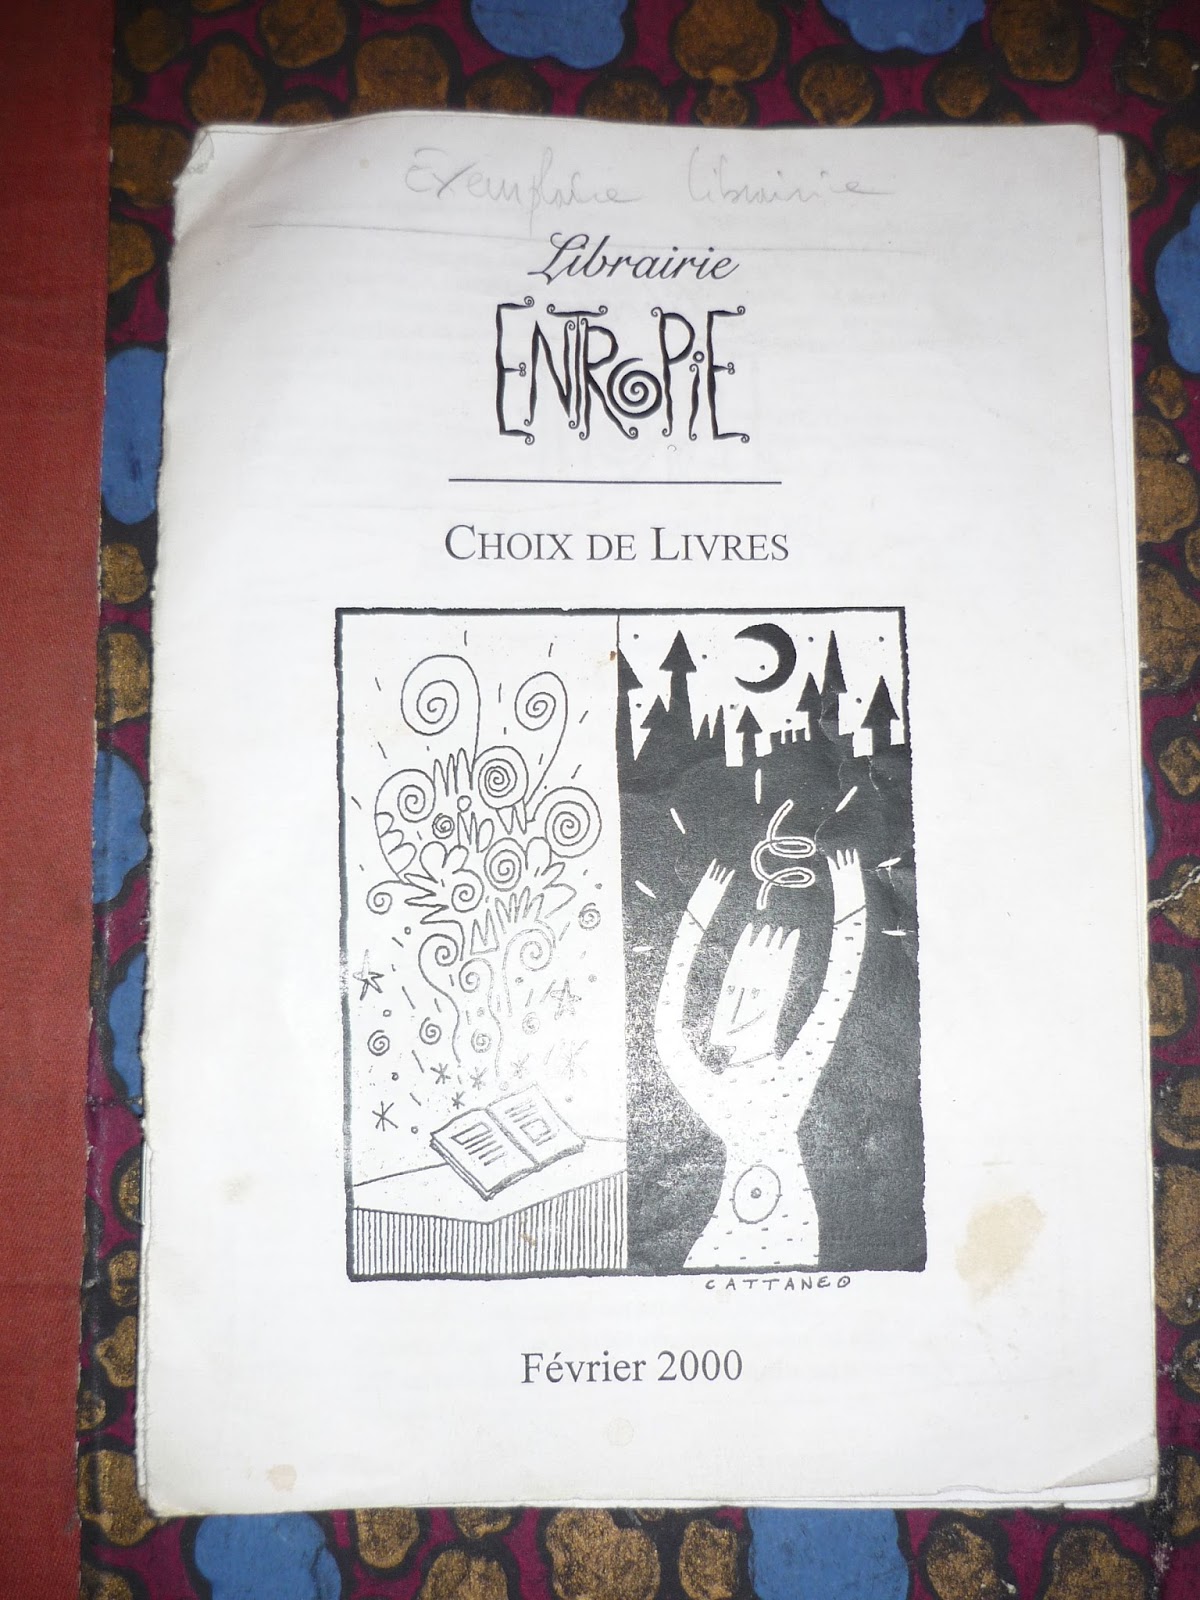 Exemplaire librairie
Librairie
ENTROPiE
CHOIX DE LIVRES
CATTANEO
Février 2000